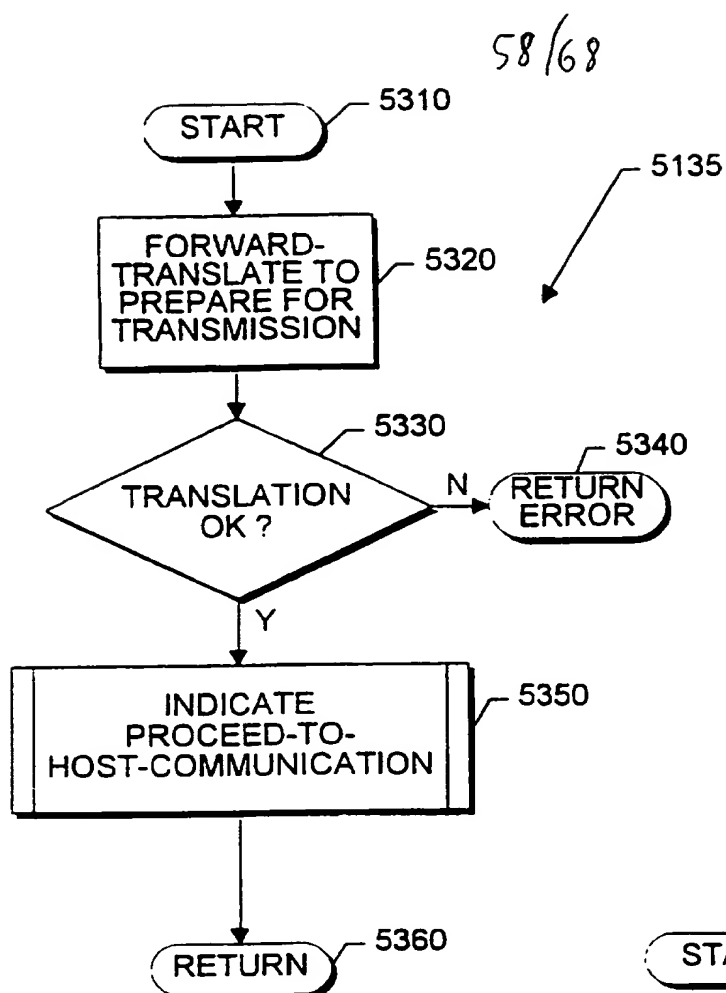 58/68
5310
START
5135
FORWARD-
TRANSLATE TO
PREPARE FOR
TRANSMISSION
5320
5330
TRANSLATION
OK ?
N
5340
RETURN
ERROR
Y
INDICATE
PROCEED-TO-
HOST-COMMUNICATION
5350
RETURN
5360
STA